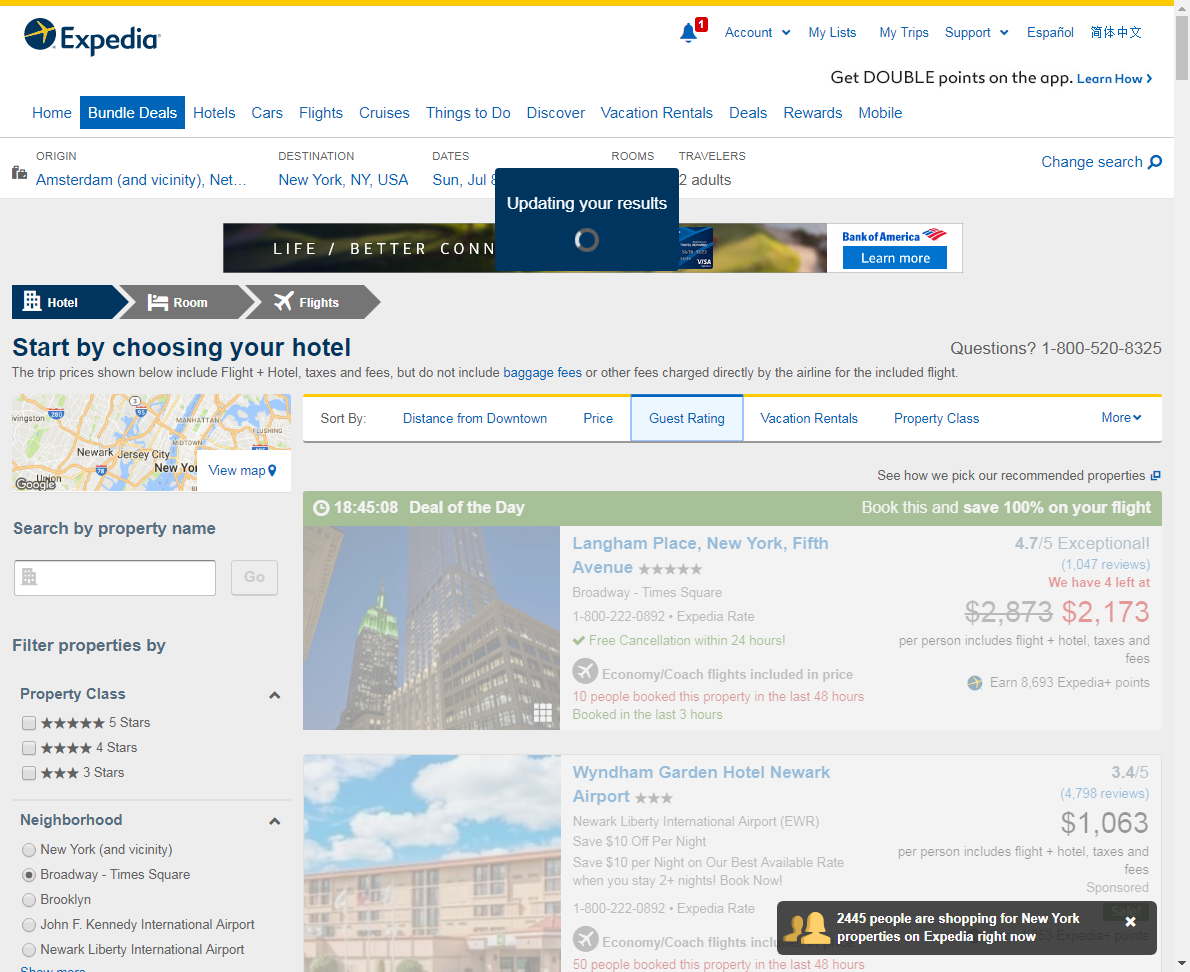 Expedia
1
Account
My Lists
My Trips
Support
Español
简体中文
Get DOUBLE points on the app. Learn How
Home
Bundle Deals
Hotels
Cars
Flights
Cruises
Things to Do
Discover
Vacation Rentals
Deals
Rewards
Mobile
ORIGIN
Amsterdam (and vicinity), Net...
DESTINATION
New York, NY, USA
DATES
Sun, Jul
ROOMS
TRAVELERS
2 adults
Change search
Updating your results
LIFE / BETTER CONN
VISA
Bank of America
Learn more
Hotel
Room
Flights
Start by choosing your hotel
Questions? 1-800-520-8325
The trip prices shown below include Flight + Hotel, taxes and fees, but do not include baggage fees or other fees charged directly by the airline for the included flight.
ivingston
280
3
95
MANHATTAN
FLUSHING
MIDTOWN
Newark
Jersey City
New Yor
78
Union
Google
View map
Sort By:
Distance from Downtown
Price
Guest Rating
Vacation Rentals
Property Class
More
See how we pick our recommended properties
Search by property name
Go
Filter properties by
Property Class
5 Stars
4 Stars
3 Stars
Neighborhood
New York (and vicinity)
Broadway - Times Square
Brooklyn
John F. Kennedy International Airport
Newark Liberty International Airport
Show more
18:45:08 Deal of the Day
Book this and save 100% on your flight
Langham Place, New York, Fifth
Avenue
Broadway - Times Square
1-800-222-0892 • Expedia Rate
Free Cancellation within 24 hours!
Economy/Coach flights included in price
10 people booked this property in the last 48 hours
Booked in the last 3 hours
4.7/5 Exceptional!
(1,047 reviews)
We have 4 left at
$2,873 $2,173
per person includes flight + hotel, taxes and
fees
Earn 8,693 Expedia+ points
Wyndham Garden Hotel Newark
Airport
Newark Liberty International Airport (EWR)
Save $10 Off Per Night
Save $10 per Night on Our Best Available Rate
when you stay 2+ nights! Book Now!
1-800-222-0892 • Expedia Rate
Economy/Coach flights inclu
50 people booked this property in the last 48 hours
3.4/5
(4,798 reviews)
$1,063
per person includes flight + hotel, taxes and
fees
Sponsored
2445 people are shopping for New York
properties on Expedia right now